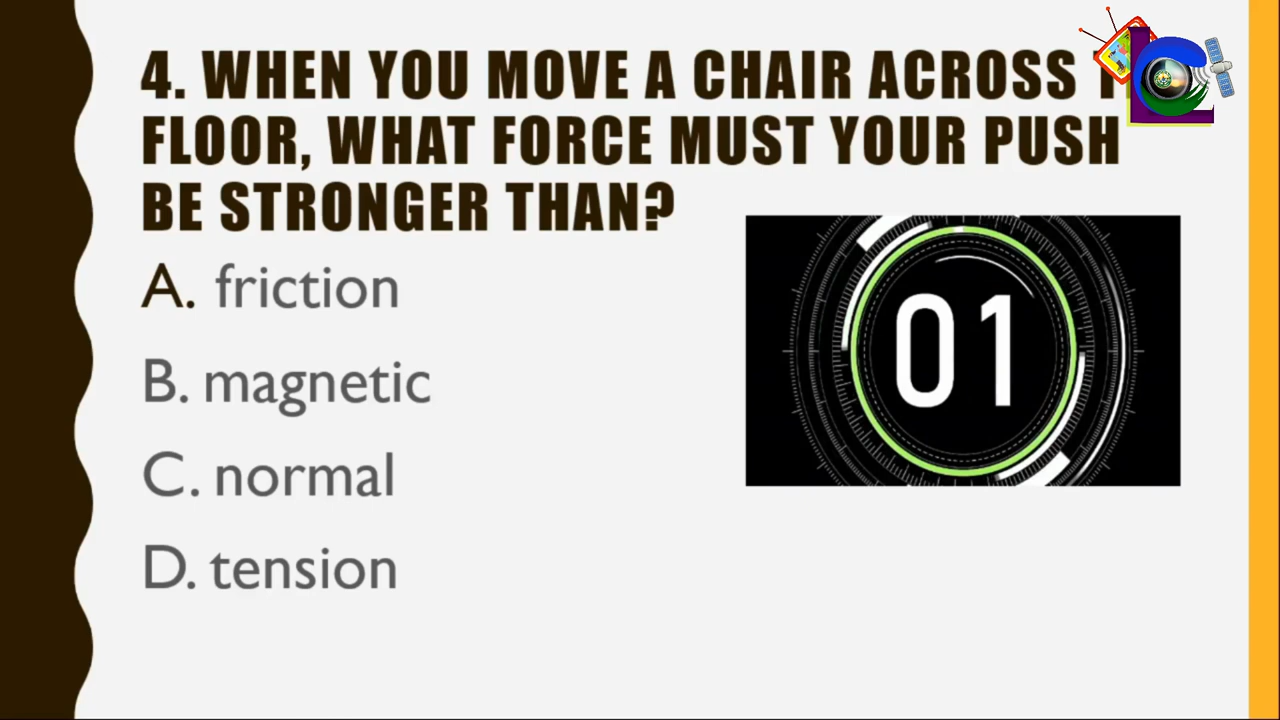 4. WHEN YOU MOVE A CHAIR ACROSS
FLOOR, WHAT FORCE MUST YOUR PUSH
BE STRONGER THAN?
A. friction
B. magnetic
C. normal
D. tension
01
LC